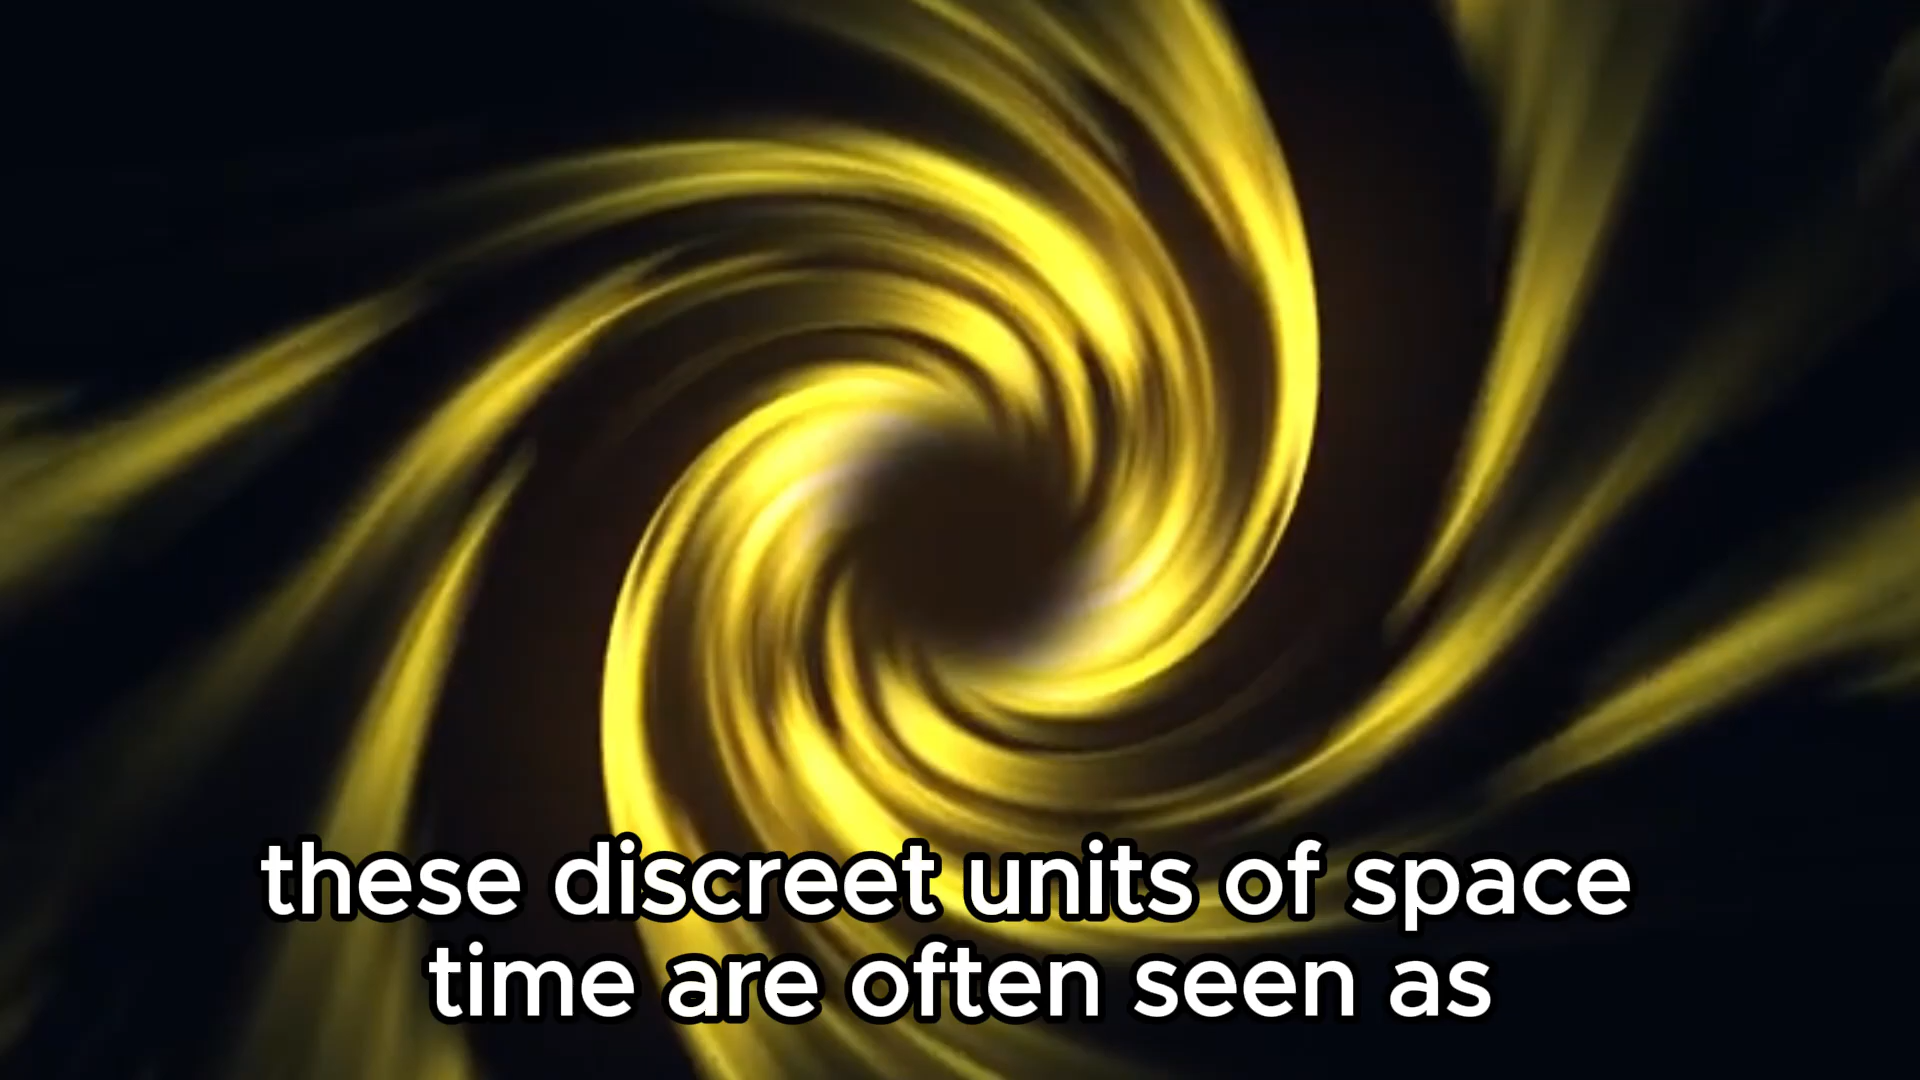 these discreet units of space
time are often seen as